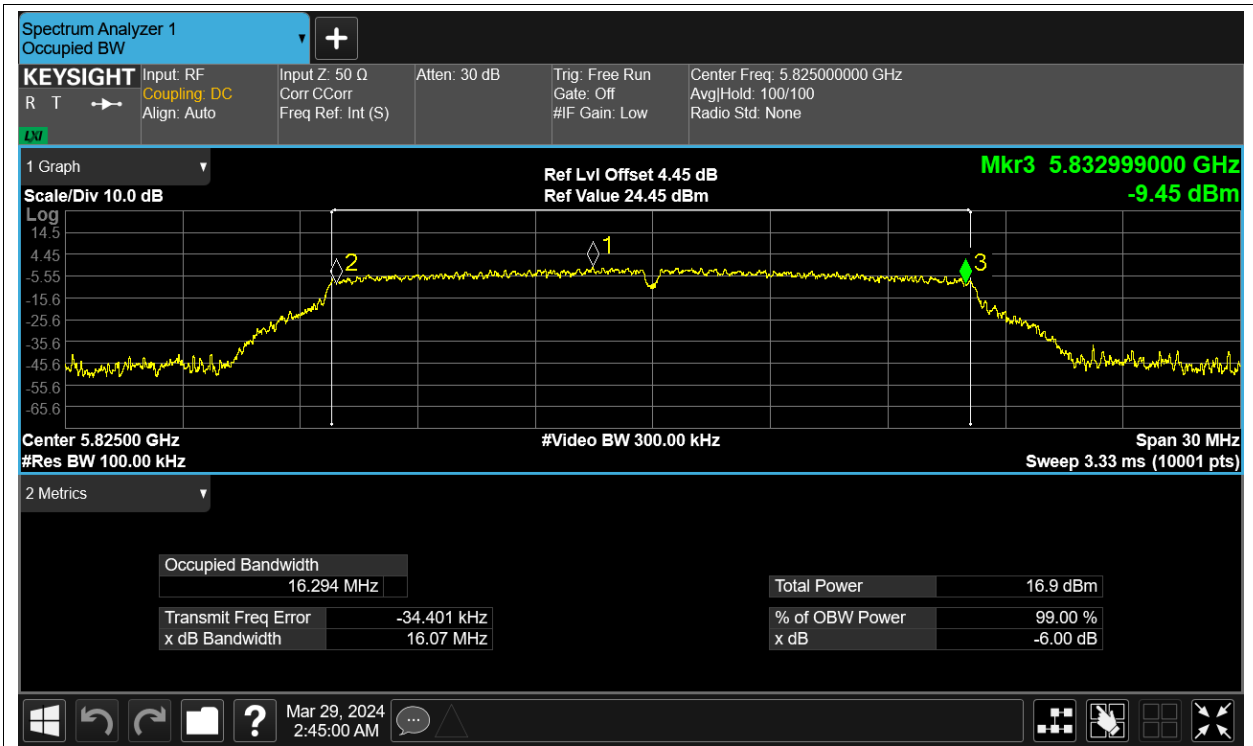 Spectrum Analyzer 1
Occupied BW
KEYSIGHT
R T
LXI
Input: RF
Coupling: DC
Align: Auto
Input Z: 50 Ω
Corr CCorr
Freq Ref: Int (S)
Atten: 30 dB
Trig: Free Run
Gate: Off
#IF Gain: Low
Center Freq: 5.825000000 GHz
Avg|Hold: 100/100
Radio Std: None
1 Graph
Scale/Div 10.0 dB
Ref Lvl Offset 4.45 dB
Ref Value 24.45 dBm
Mkr3 5.832999000 GHz
-9.45 dBm
Log
14.5
4.45
-5.55
-15.6
-25.6
-35.6
-45.6
-55.6
-65.6
2
1
3
Center 5.82500 GHz
#Res BW 100.00 kHz
#Video BW 300.00 kHz
Span 30 MHz
Sweep 3.33 ms (10001 pts)
2 Metrics
Occupied Bandwidth
16.294 MHz
Transmit Freq Error -34.401 kHz
x dB Bandwidth 16.07 MHz
Total Power 16.9 dBm
% of OBW Power 99.00 %
x dB -6.00 dB
?
Mar 29, 2024
2:45:00 AM